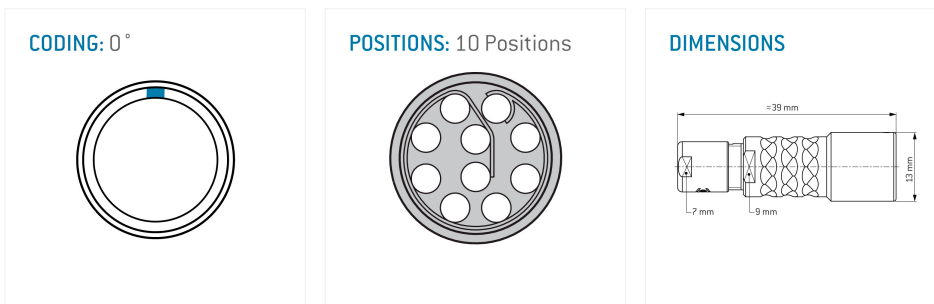 CODING: 0°
POSITIONS: 10 Positions
DIMENSIONS
≈39 mm
13 mm
7 mm
9 mm